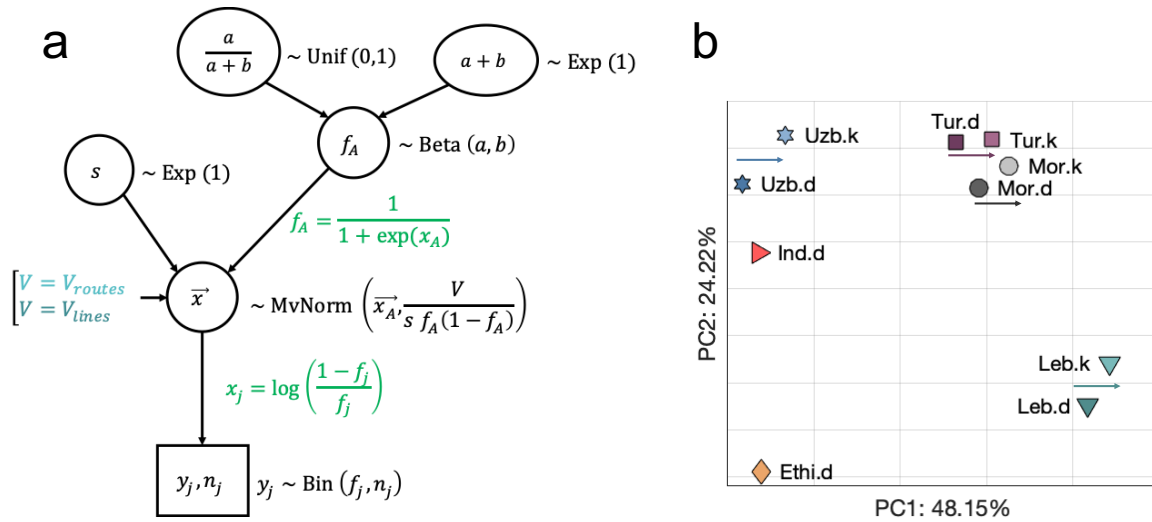 a
a/(a + b) ~ Unif (0,1)
a + b ~ Exp (1)
f_A ~ Beta (a, b)
s ~ Exp (1)
f_A = 1/(1 + exp(x_A))
[V = V_routes
V = V_lines
x⃗ ~ MvNorm (x⃗_A, V/(s f_A(1 − f_A)))
x_j = log((1 − f_j)/f_j)
y_j, n_j y_j ~ Bin (f_j, n_j)
b
Uzb.k
Uzb.d
Tur.d
Tur.k
Mor.k
Mor.d
Ind.d
Leb.k
Leb.d
Ethi.d
PC2: 24.22%
PC1: 48.15%